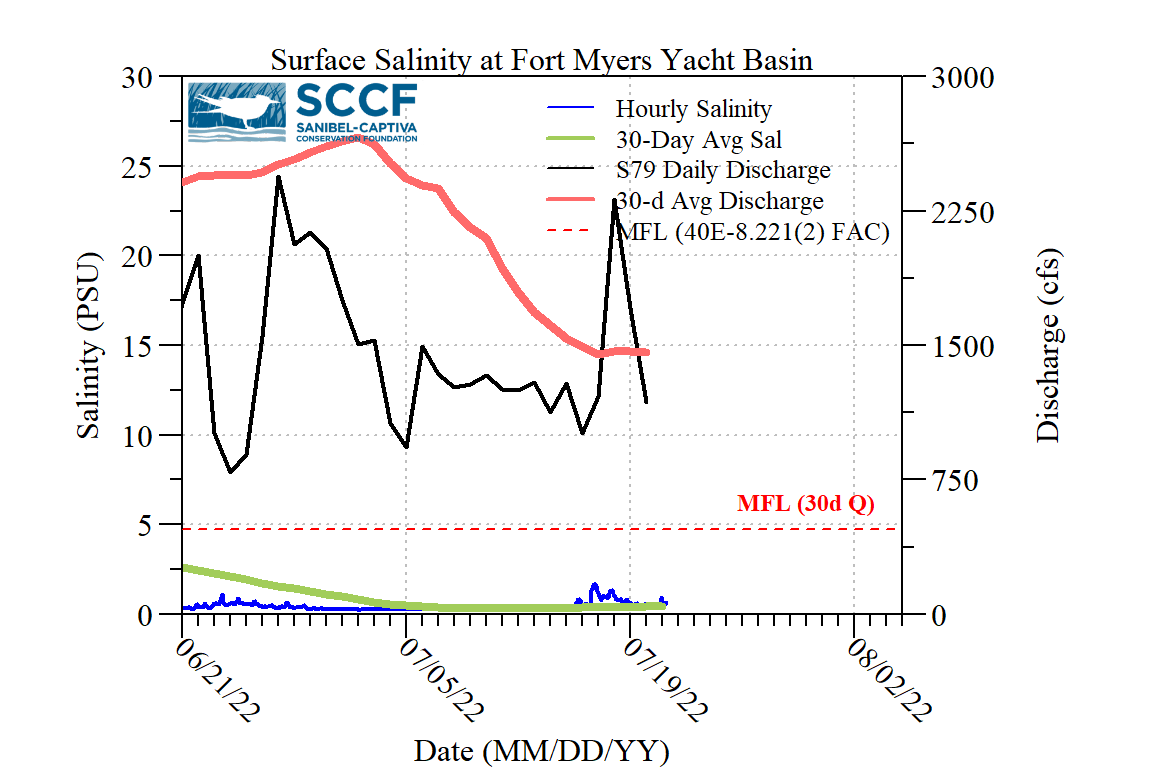 Surface Salinity at Fort Myers Yacht Basin
SCCF
SANIBEL-CAPTIVA
CONSERVATION FOUNDATION
Hourly Salinity
30-Day Avg Sal
S79 Daily Discharge
30-d Avg Discharge
MFL (40E-8.221(2) FAC)
MFL (30d Q)
Salinity (PSU)
30
25
20
15
10
5
0
Discharge (cfs)
3000
2250
1500
750
0
06/21/22
07/05/22
07/19/22
08/02/22
Date (MM/DD/YY)